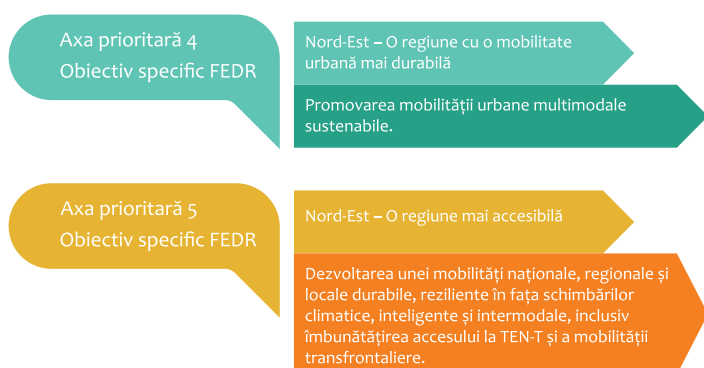 Axa prioritară 4
Obiectiv specific FEDR
Nord-Est – O regiune cu o mobilitate
urbană mai durabilă
Promovarea mobilității urbane multimodale
sustenabile.
Axa prioritară 5
Obiectiv specific FEDR
Nord-Est – O regiune mai accesibilă
Dezvoltarea unei mobilități naționale, regionale și
locale durabile, reziliente în fața schimbărilor
climatice, inteligente și intermodale, inclusiv
îmbunătățirea accesului la TEN-T și a mobilității
transfrontaliere.